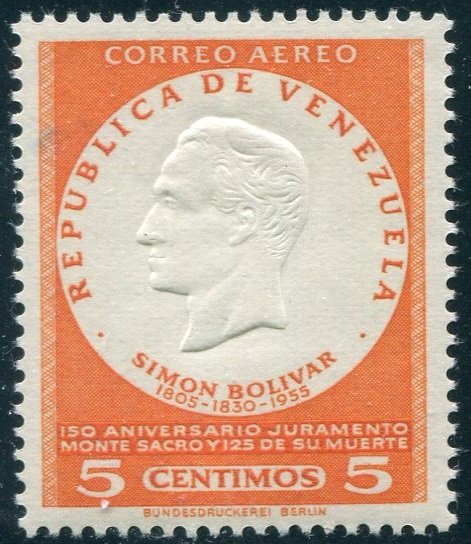 CORREO AEREO
REPUBLICA DE VENEZUELA
SIMON BOLIVAR
1805-1830-1955
150 ANIVERSARIO JURAMENTO
MONTE SACRO Y 125 DE SU MUERTE
5 CENTIMOS 5
BUNDESDRUCKEREI BERLIN